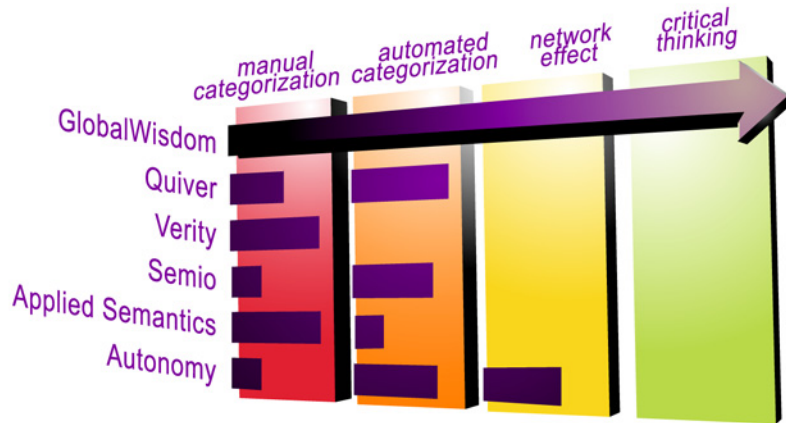 manual
categorization
automated
categorization
network
effect
critical
thinking
GlobalWisdom
Quiver
Verity
Semio
Applied Semantics
Autonomy